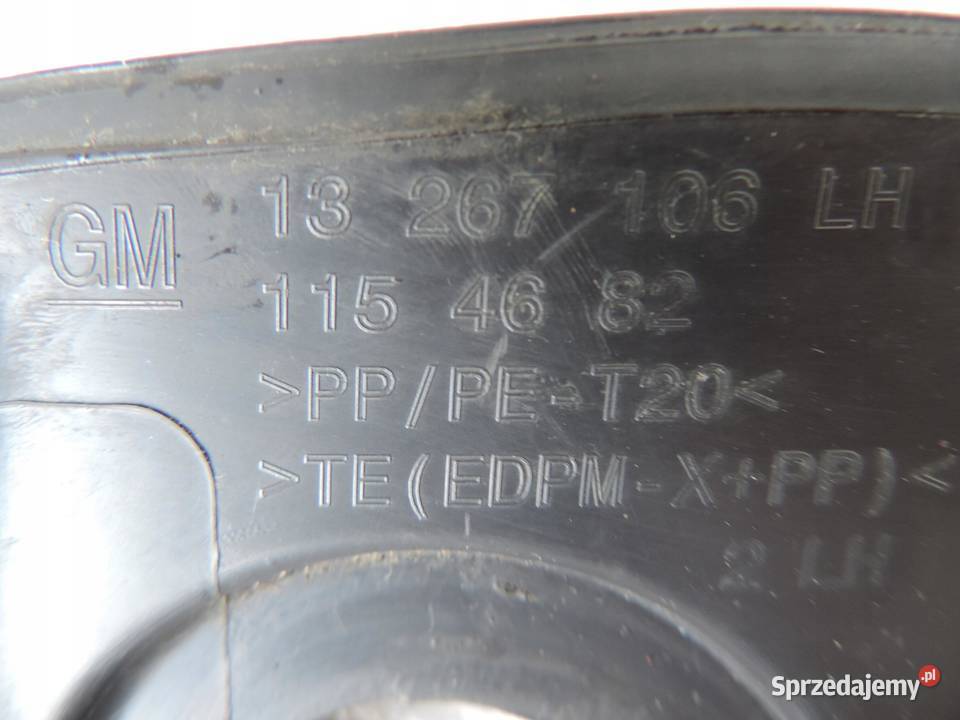 GM 13 267 106 LH
115 46 82
>PP/PE-T20<
>TE(EDPM-X+PP)<
2 LH
Sprzedajemy.pl